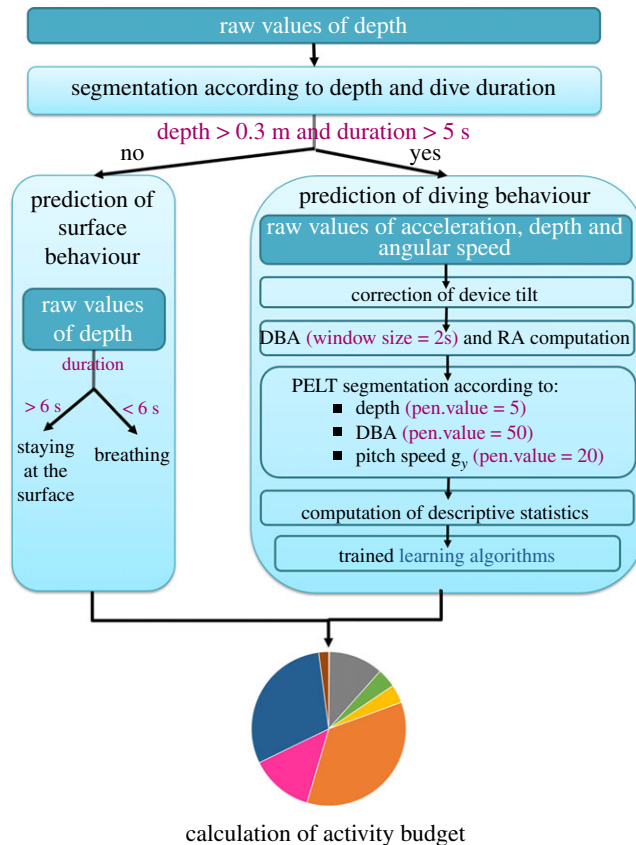 raw values of depth
segmentation according to depth and dive duration
depth > 0.3 m and duration > 5 s
no
yes
prediction of
surface
behaviour
raw values
of depth
duration
> 6 s
< 6 s
staying
at the
surface
breathing
prediction of diving behaviour
raw values of acceleration, depth and
angular speed
correction of device tilt
DBA (window size = 2s) and RA computation
PELT segmentation according to:
■ depth (pen.value = 5)
■ DBA (pen.value = 50)
■ pitch speed gy (pen.value = 20)
computation of descriptive statistics
trained learning algorithms
calculation of activity budget